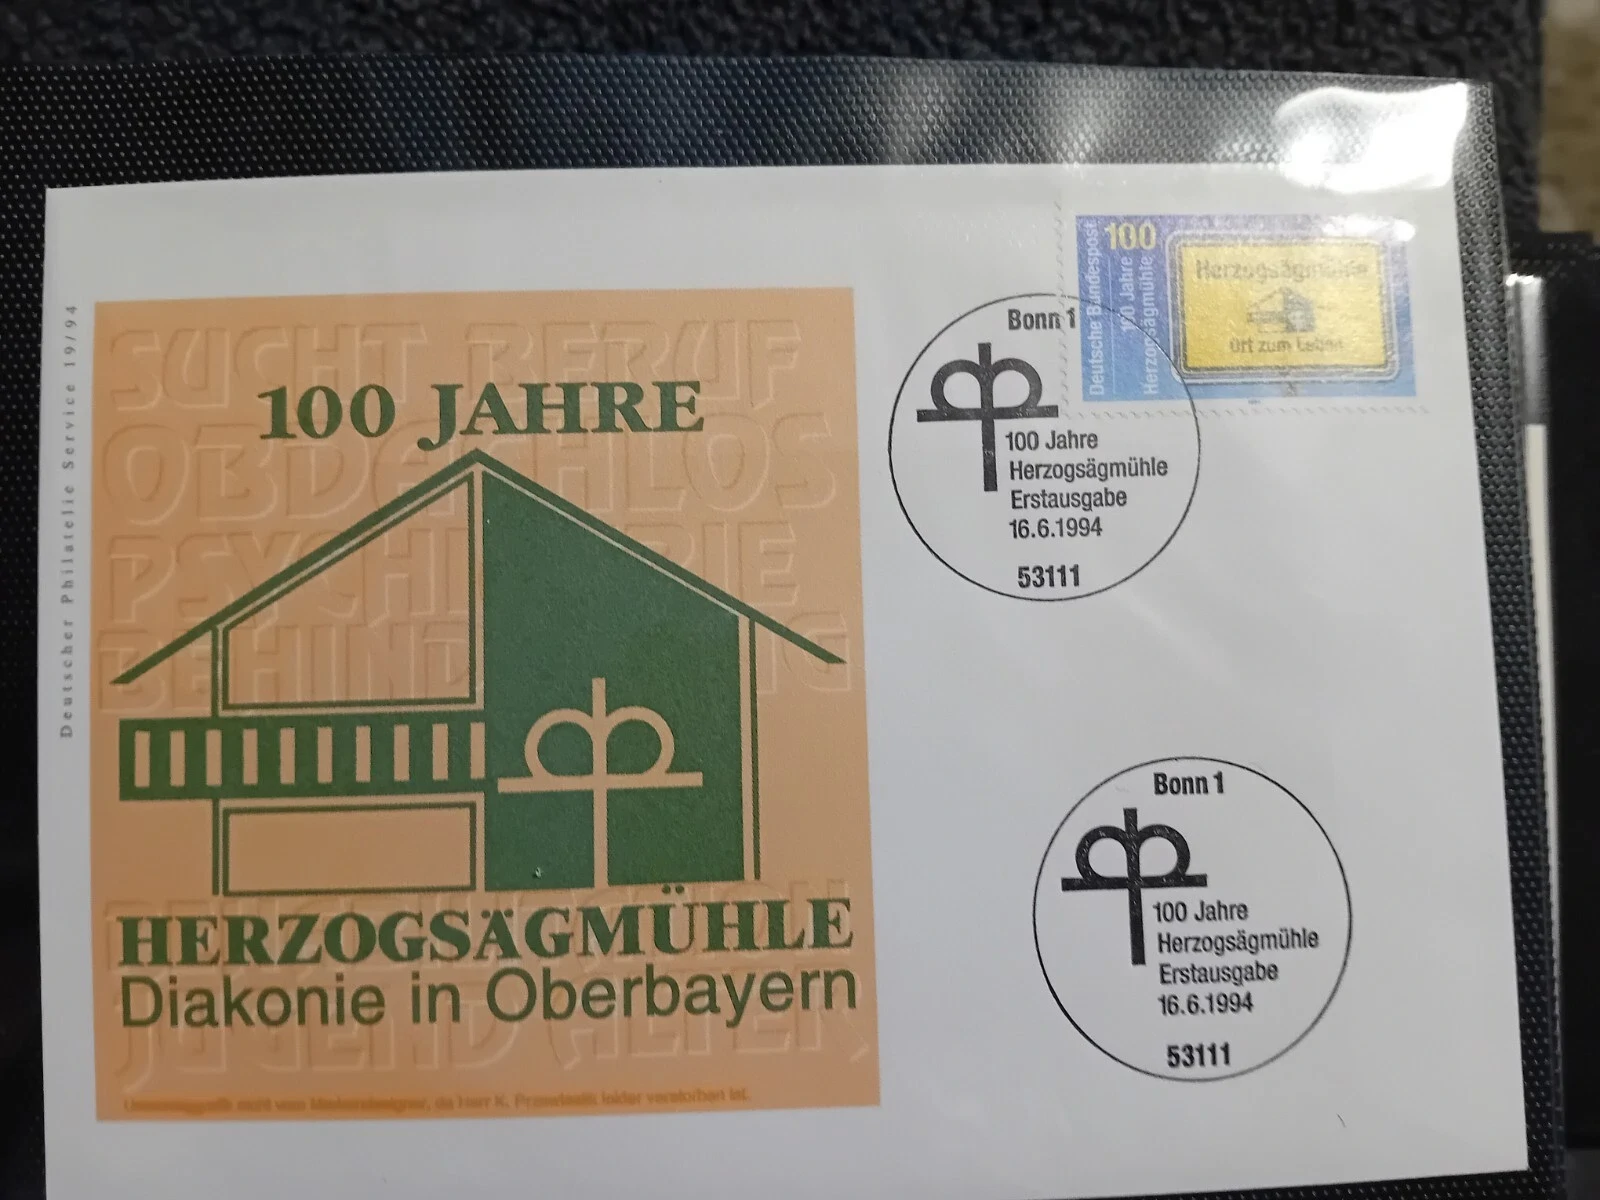 Deutscher Philatelie Service 19/94
SUCHT BERUF
100 JAHRE
OBDACHLOS
HERZOGSÄGMÜHLE
Diakonie in Oberbayern
JUGEND ALTER
Deutsche Bundespost
100 Jahre
Herzogsägmühle
100
Herzogsägmühle
Ort zum Leben
Bonn 1
100 Jahre
Herzogsägmühle
Erstausgabe
16.6.1994
53111
Bonn 1
100 Jahre
Herzogsägmühle
Erstausgabe
16.6.1994
53111